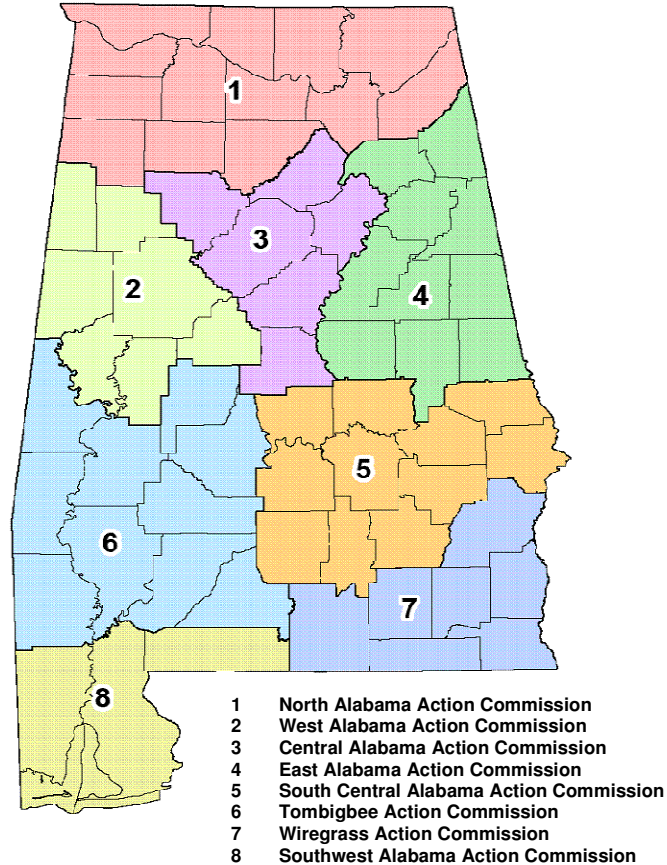 1
3
2
4
5
6
7
8
1 North Alabama Action Commission
2 West Alabama Action Commission
3 Central Alabama Action Commission
4 East Alabama Action Commission
5 South Central Alabama Action Commission
6 Tombigbee Action Commission
7 Wiregrass Action Commission
8 Southwest Alabama Action Commission